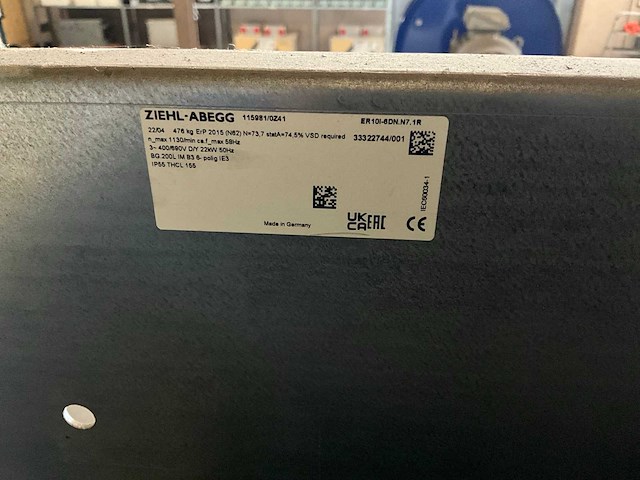 ZIEHL-ABEGG 115981/0Z41 ER10I-6DN.N7.1R
22/04 476 kg ErP 2015 (N62) N=73,7 statA=74,5% VSD required 33322744/001
n_max 1130/min ca.f_max 58Hz
3~ 400/690V D/Y 22kW 50Hz
BG 200L IM B3 6- polig IE3
IP55 THCL 155
IEC60034-1
Made in Germany UK CA EAC CE